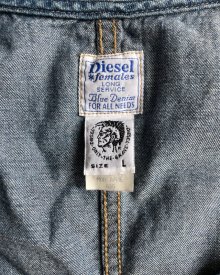 Diesel
females
LONG
SERVICE
Blue Denim
FOR ALL NEEDS
SIZE